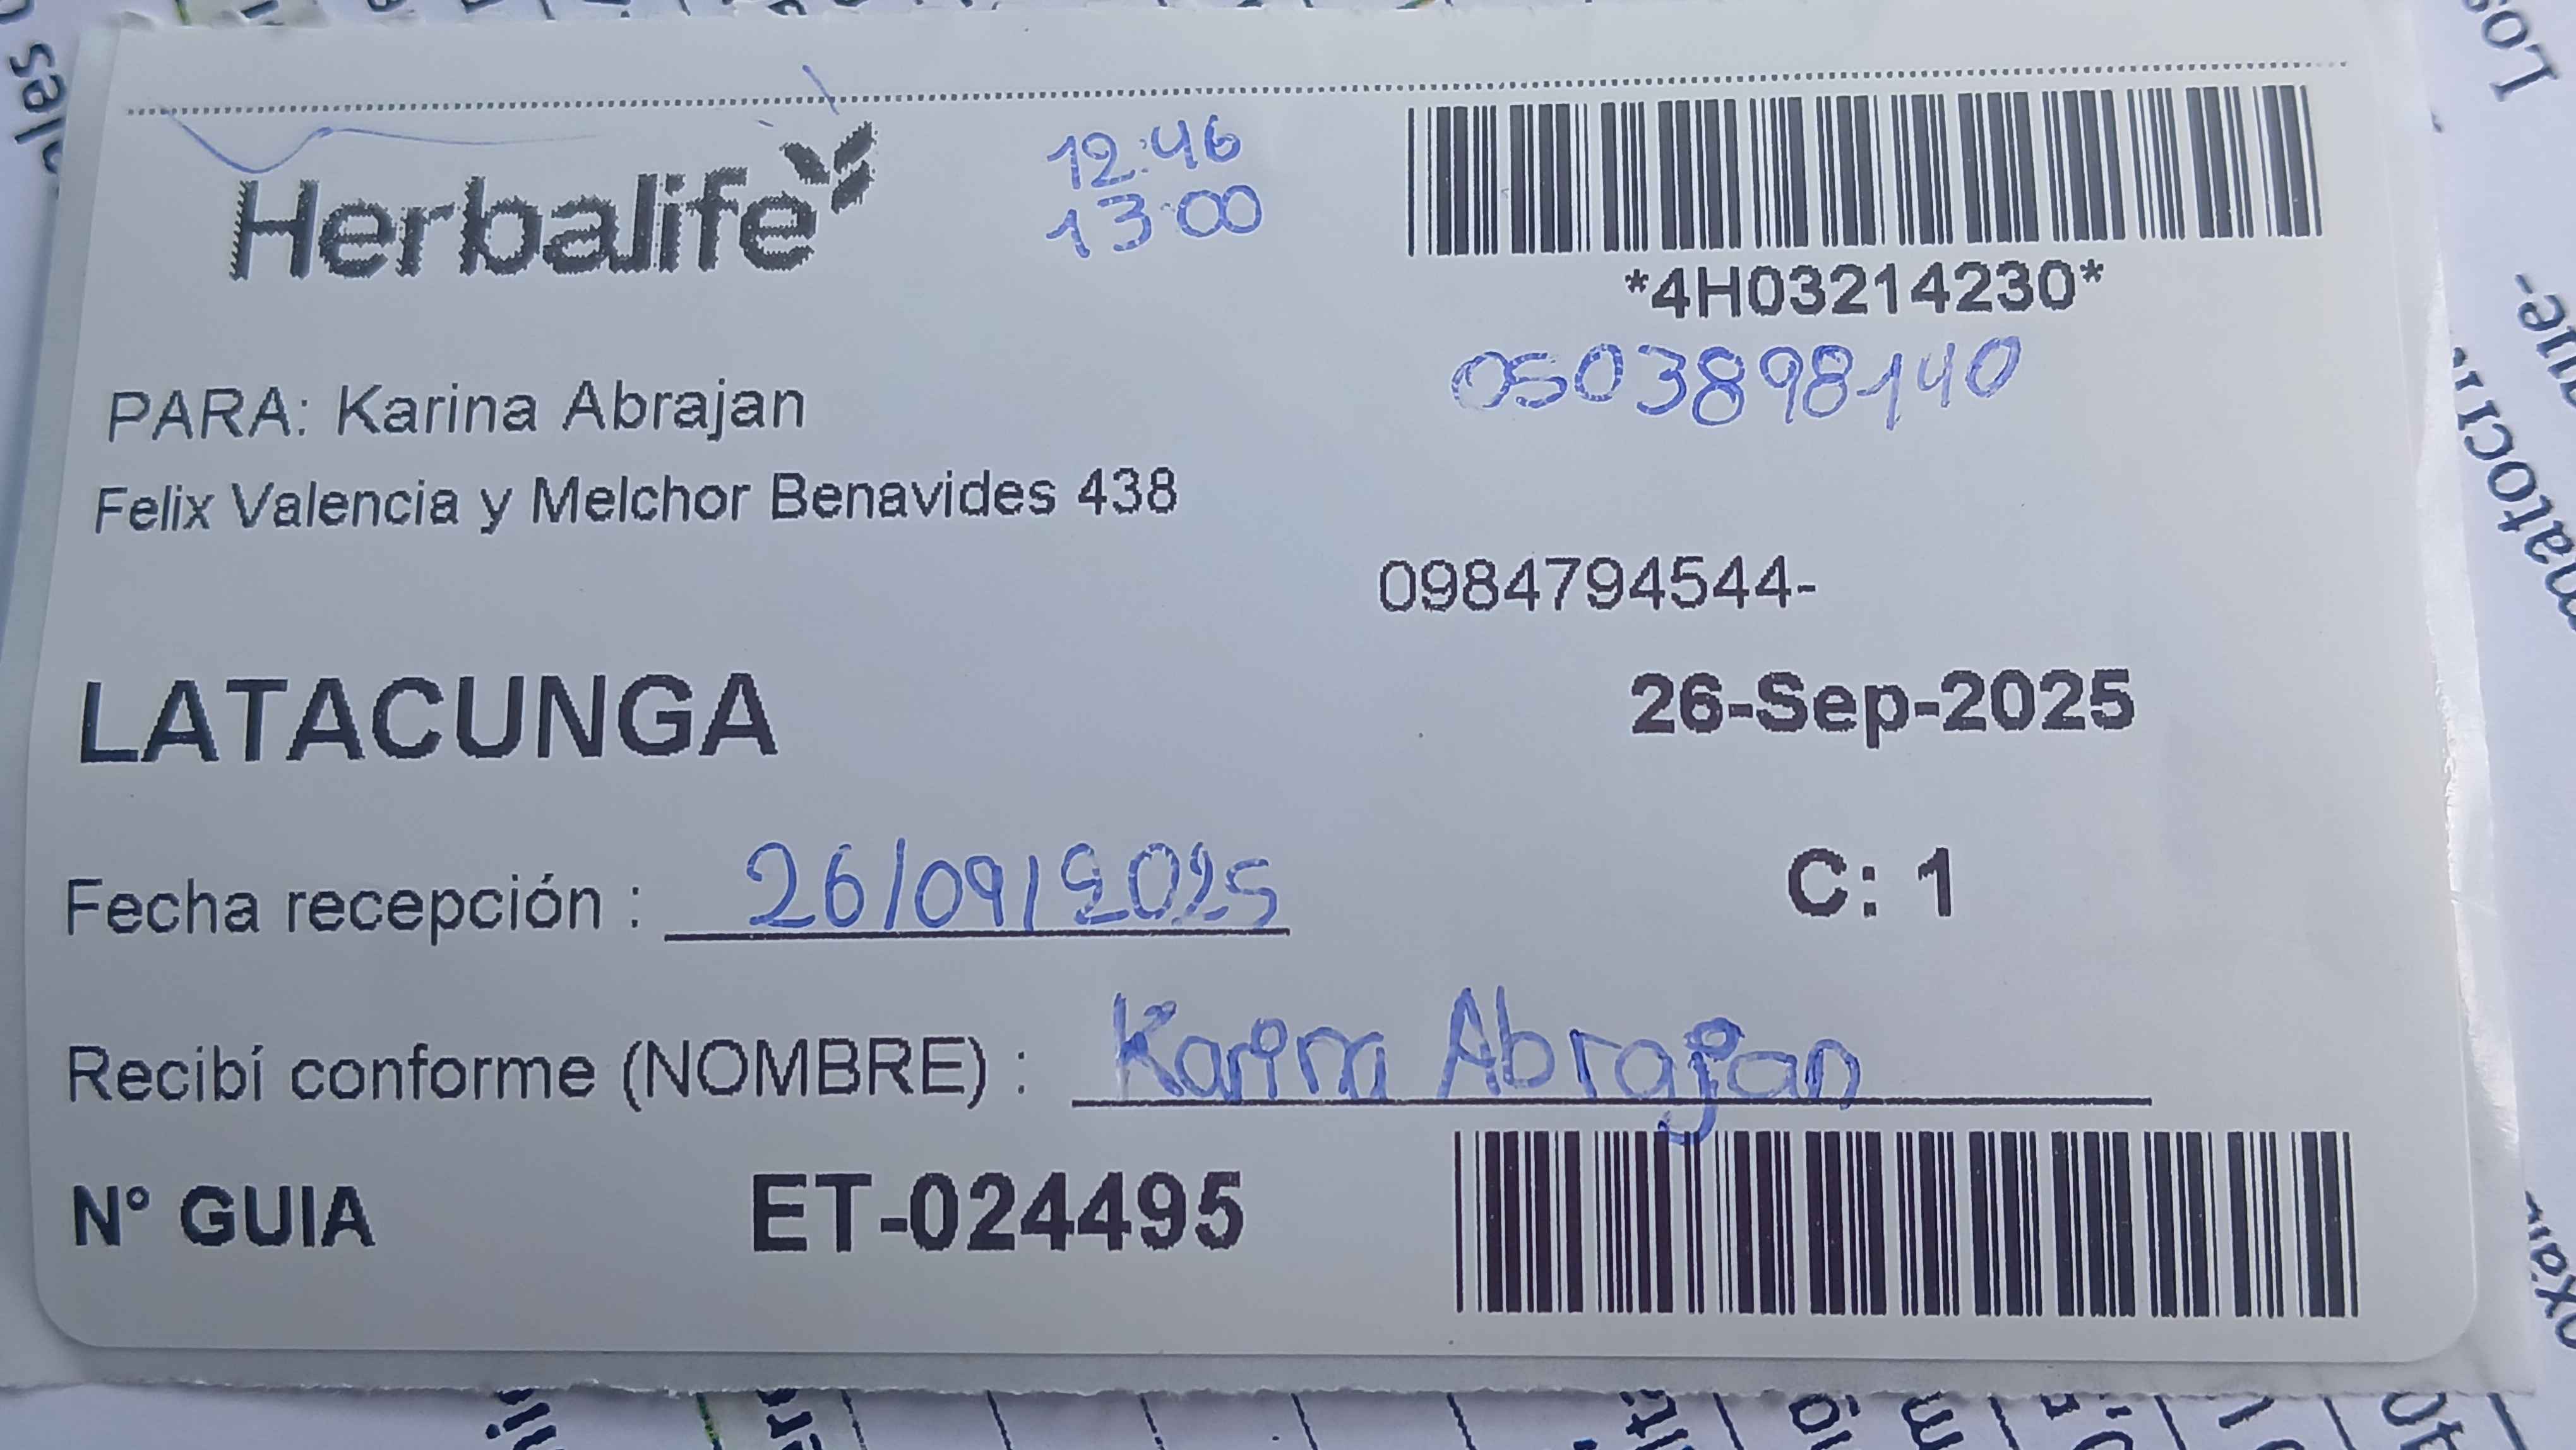 Herbalife
12:46
13:00
*4H03214230*
0503898140
PARA: Karina Abrajan
Felix Valencia y Melchor Benavides 438
0984794544-
LATACUNGA
26-Sep-2025
Fecha recepción : 26/09/2025
C: 1
Recibí conforme (NOMBRE) : Karina Abrajan
N° GUIA ET-024495